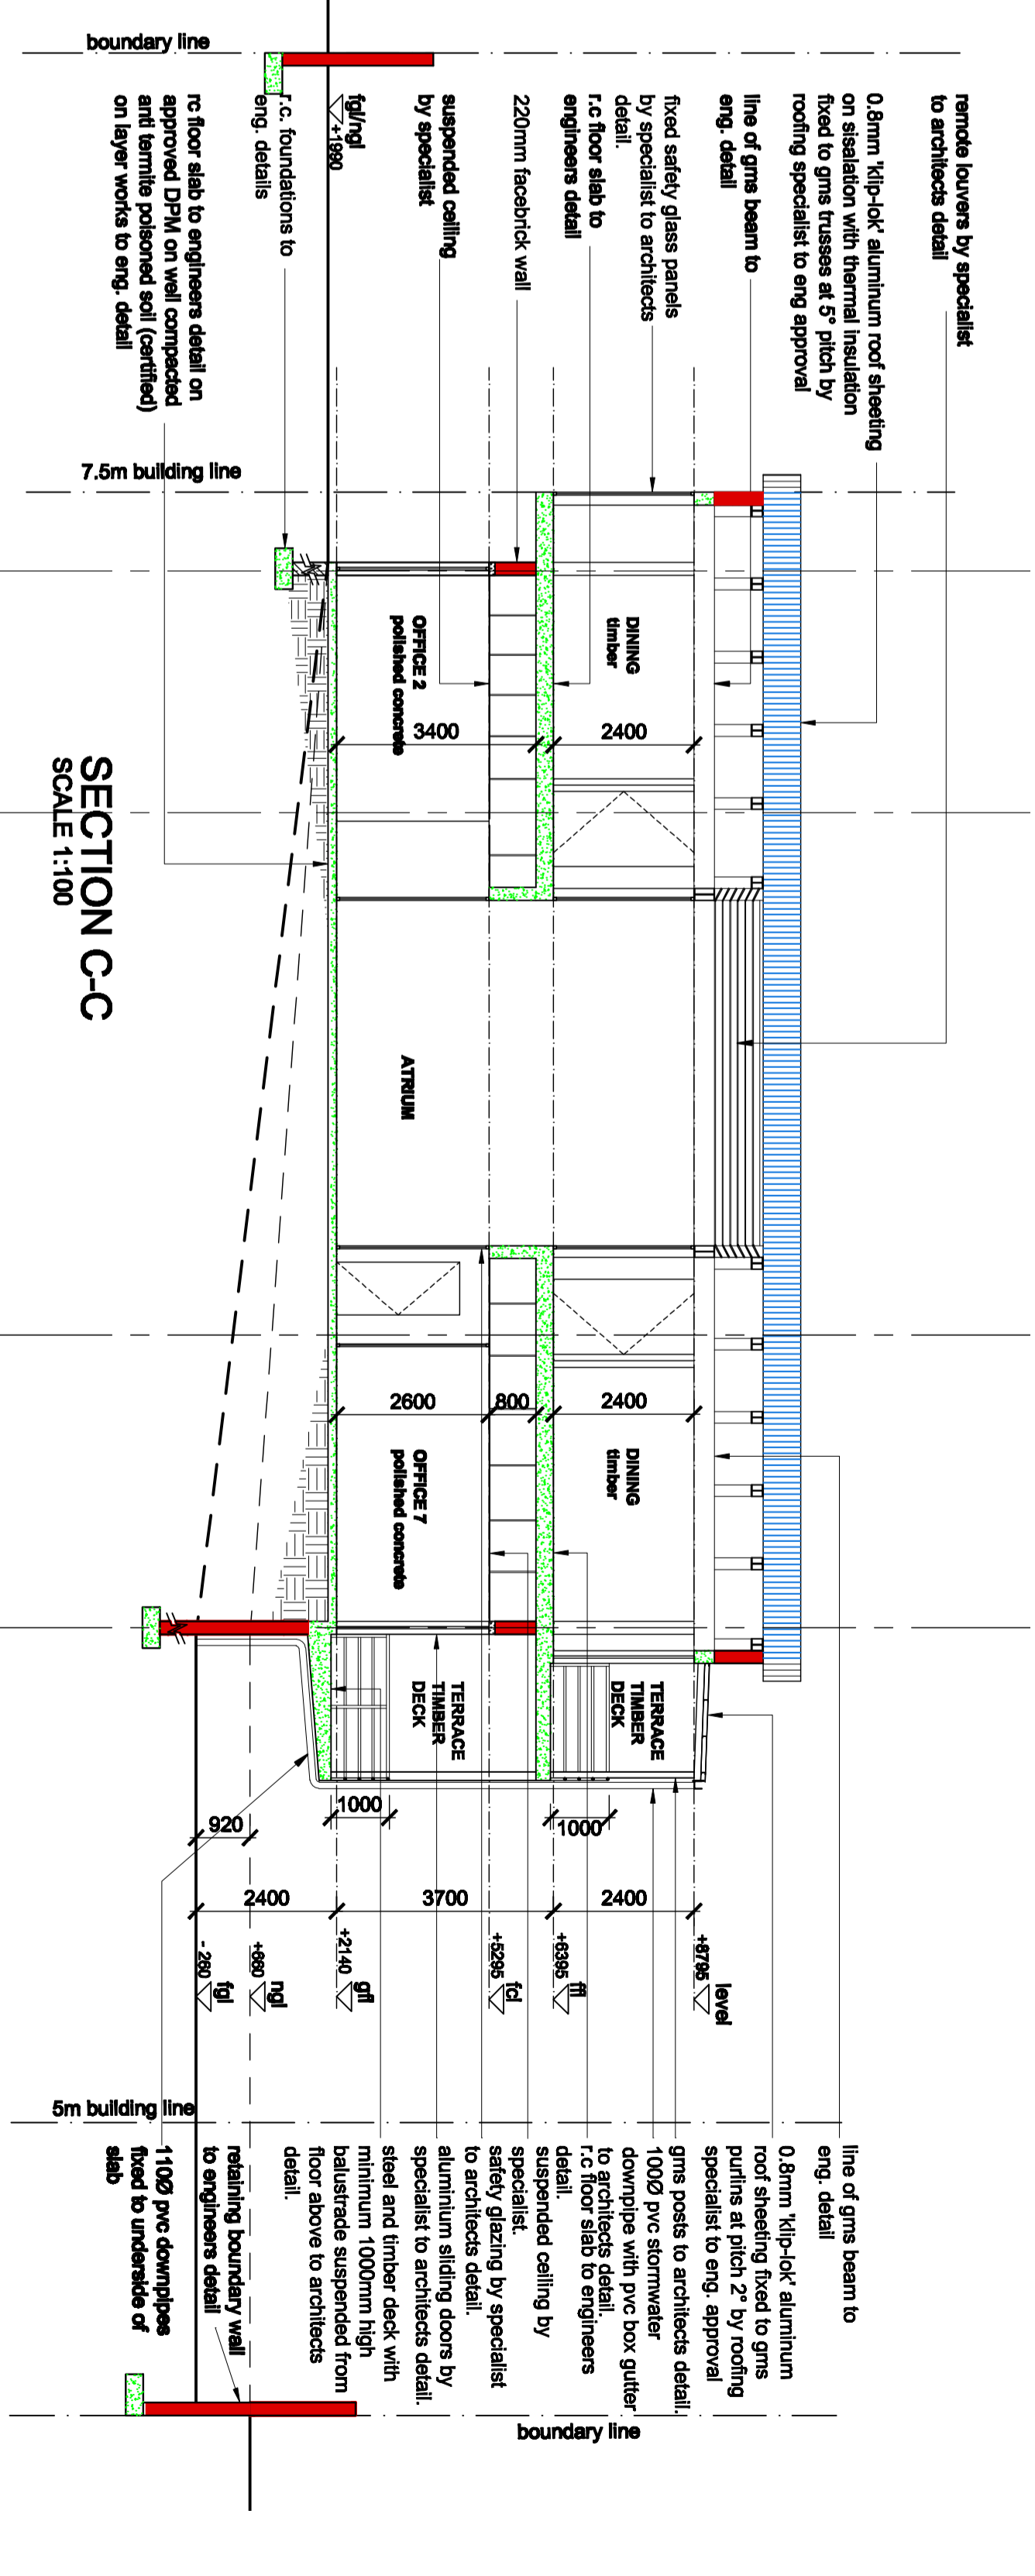 boundary line
remote louvers by specialist
to architects detail
0.8mm 'klip-lok' aluminum roof sheeting
on sisalation with thermal insulation
fixed to gms trusses at 5° pitch by
roofing specialist to eng approval
line of gms beam to
eng. detail
fixed safety glass panels
by specialist to architects
detail.
r.c floor slab to
engineers detail
220mm facebrick wall
suspended ceiling
by specialist
fgl/ngl
+1990
r.c. foundations to
eng. details
rc floor slab to engineers detail on
approved DPM on well compacted
anti termite poisoned soil (certified)
on layer works to eng. detail
7.5m building line
DINING
timber
2400
OFFICE 2
polished concrete
3400
ATRIUM
DINING
timber
2400
800
2600
OFFICE 7
polished concrete
TERRACE
TIMBER
DECK
TERRACE
TIMBER
DECK
1000
1000
920
2400
3700
2400
level
+8795
ffl
+6395
fcl
+5295
gfl
+2140
ngl
+660
fgl
- 260
5m building line
line of gms beam to
eng. detail
0.8mm 'klip-lok' aluminum
roof sheeting fixed to gms
purlins at pitch 2° by roofing
specialist to eng. approval
gms posts to architects detail.
100Ø pvc stormwater
downpipe with pvc box gutter
to architects detail.
r.c floor slab to engineers
detail.
suspended ceiling by
specialist.
safety glazing by specialist
to architects detail.
aluminium sliding doors by
specialist to architects detail.
steel and timber deck with
minimum 1000mm high
balustrade suspended from
floor above to architects
detail.
retaining boundary wall
to engineers detail
110Ø pvc downpipes
fixed to underside of
slab
boundary line
SECTION C-C
SCALE 1:100